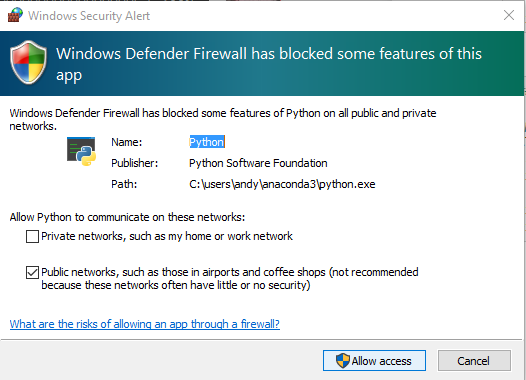 Windows Security Alert
Windows Defender Firewall has blocked some features of this
app
Windows Defender Firewall has blocked some features of Python on all public and private
networks.
Name: Python
Publisher: Python Software Foundation
Path: C:\users\andy\anaconda3\python.exe
Allow Python to communicate on these networks:
Private networks, such as my home or work network
Public networks, such as those in airports and coffee shops (not recommended
because these networks often have little or no security)
What are the risks of allowing an app through a firewall?
Allow access Cancel